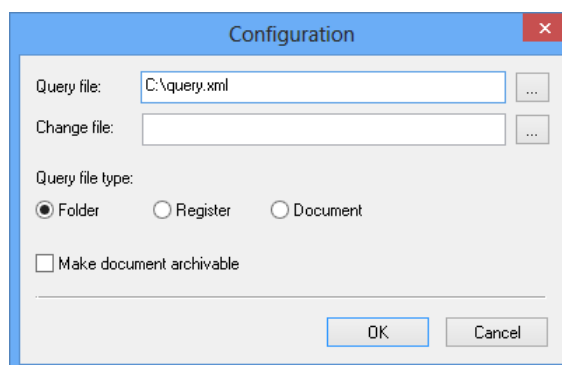 Configuration
Query file: C:\query.xml ...
Change file: ...
Query file type:
Folder Register Document
Make document archivable
OK Cancel